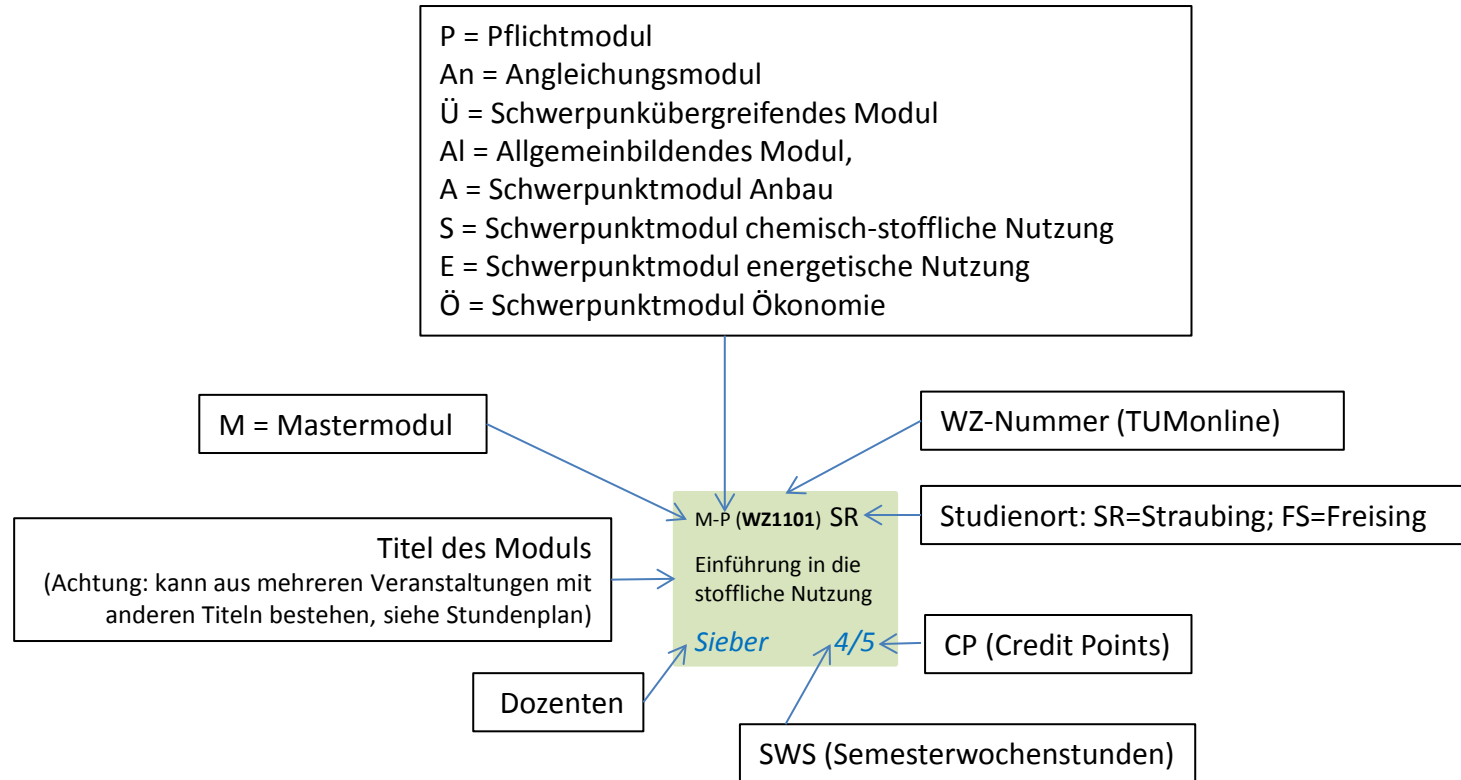 P = Pflichtmodul
An = Angleichungsmodul
Ü = Schwerpunkübergreifendes Modul
Al = Allgemeinbildendes Modul,
A = Schwerpunktmodul Anbau
S = Schwerpunktmodul chemisch-stoffliche Nutzung
E = Schwerpunktmodul energetische Nutzung
Ö = Schwerpunktmodul Ökonomie
M = Mastermodul
WZ-Nummer (TUMonline)
M-P (WZ1101) SR
Studienort: SR=Straubing; FS=Freising
Titel des Moduls
(Achtung: kann aus mehreren Veranstaltungen mit
anderen Titeln bestehen, siehe Stundenplan)
Einführung in die
stoffliche Nutzung
Sieber 4/5
CP (Credit Points)
Dozenten
SWS (Semesterwochenstunden)